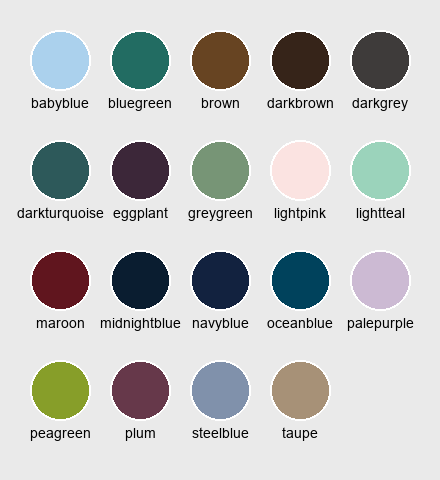 babyblue bluegreen brown darkbrown darkgrey
darkturquoise eggplant greygreen lightpink lightteal
maroon midnightblue navyblue oceanblue palepurple
peagreen plum steelblue taupe